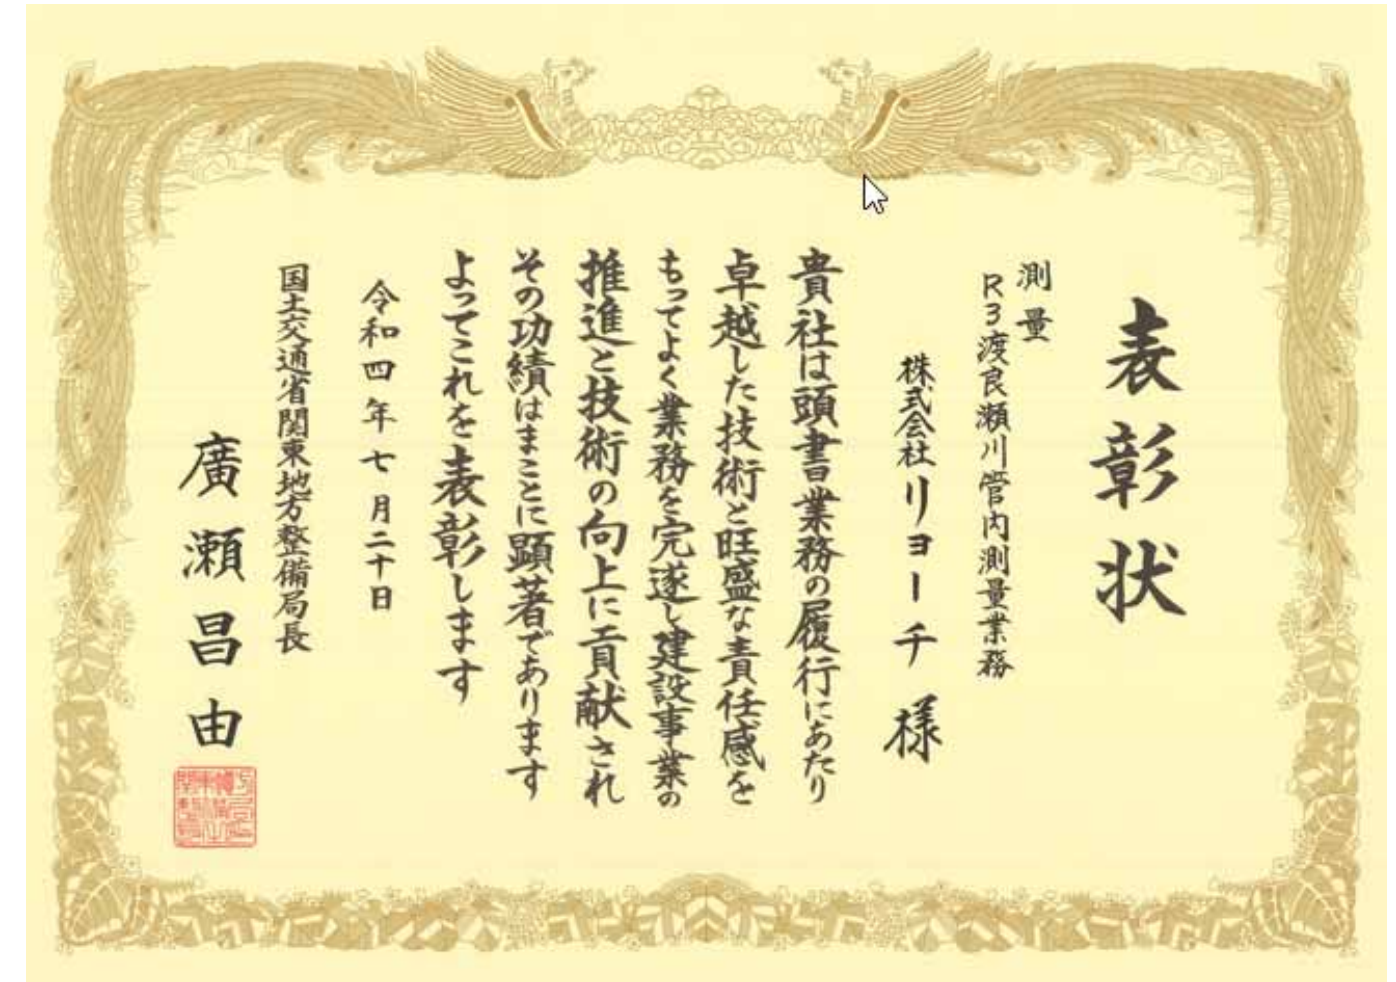 表彰状
測量
R3渡良瀬川管内測量業務
株式会社リヨーチ様
貴社は頭書業務の履行にあたり
卓越した技術と旺盛な責任感を
もってよく業務を完遂し建設事業の
推進と技術の向上に貢献され
その功績はまことに顕著であります
よってこれを表彰します
令和四年七月二十日
国土交通省関東地方整備局長
廣瀬昌由